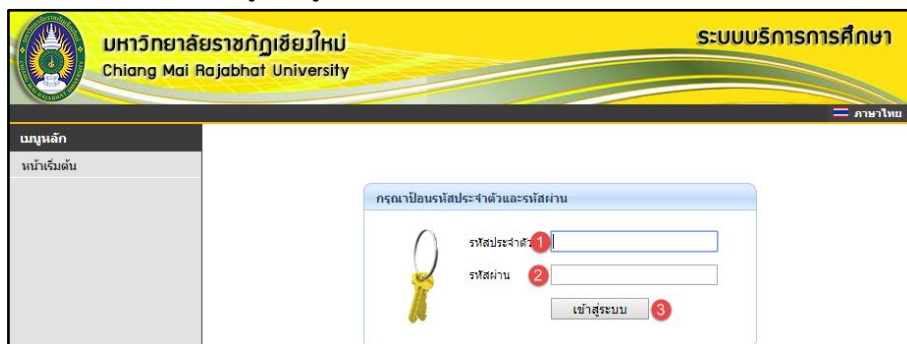 มหาวิทยาลัยราชภัฏเชียงใหม่
Chiang Mai Rajabhat University
ระบบบริการการศึกษา
ภาษาไทย
เมนูหลัก
หน้าเริ่มต้น
กรุณาป้อนรหัสประจำตัวและรหัสผ่าน
รหัสประจำตัว 1
รหัสผ่าน 2
เข้าสู่ระบบ 3